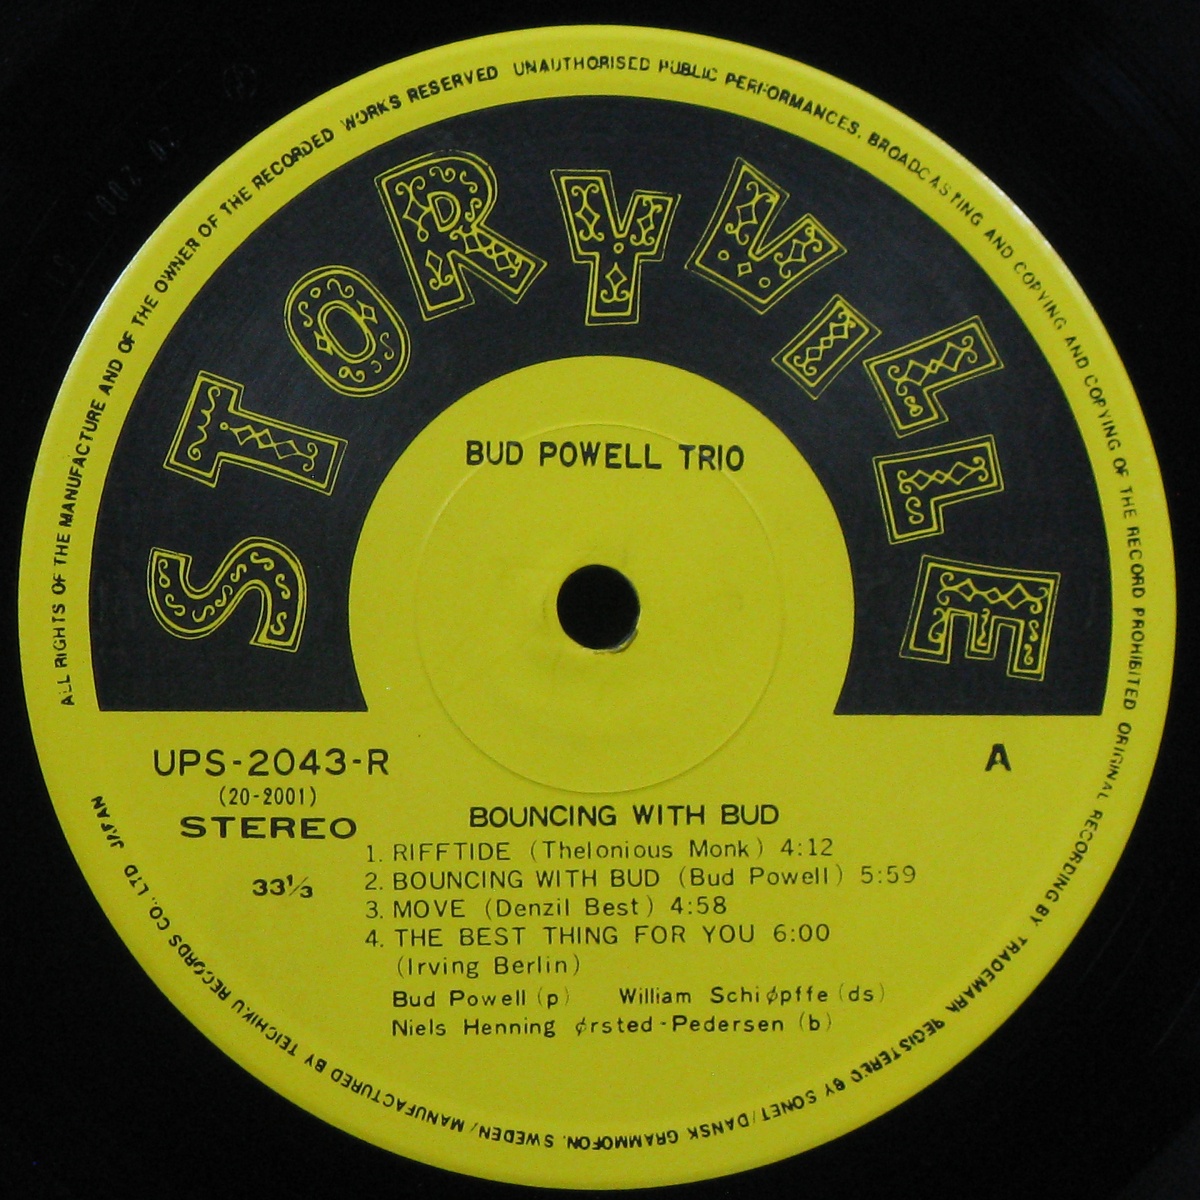 ALL RIGHTS OF THE MANUFACTURE AND OF THE OWNER OF THE RECORDED WORKS RESERVED UNAUTHORISED PUBLIC PERFORMANCES. BROADCASTING AND COPYING AND COPYING OF THE RECORD PROHIBITED ORIGINAL RECORDING BY TRADEMARK REGISTERED BY SONET/DANSK GRAMMOFON. SWEDEN/MANUFACTURED BY TEICHIKU RECORDS CO., LTD JAPAN
STORYVILLE
BUD POWELL TRIO
UPS-2043-R
(20-2001)
STEREO
33⅓
A
BOUNCING WITH BUD
1. RIFFTIDE (Thelonious Monk) 4:12
2. BOUNCING WITH BUD (Bud Powell) 5:59
3. MOVE (Denzil Best) 4:58
4. THE BEST THING FOR YOU 6:00
(Irving Berlin)
Bud Powell (p) William Schiøpffe (ds)
Niels Henning ørsted-Pedersen (b)